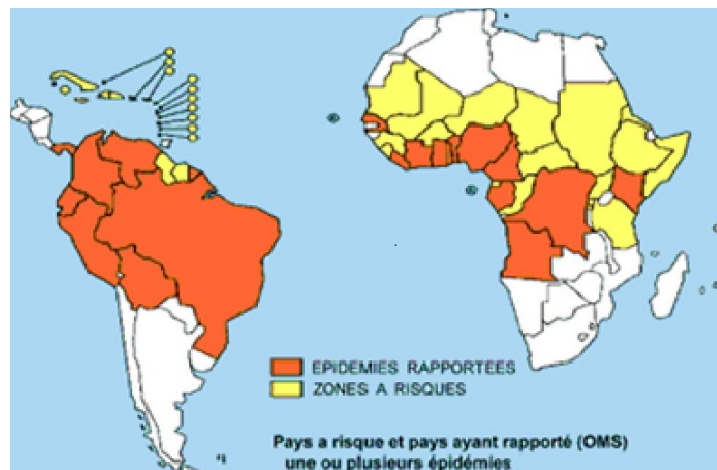 EPIDEMIES RAPPORTEES
ZONES A RISQUES
Pays a risque et pays ayant rapporté (OMS)
une ou plusieurs épidémies